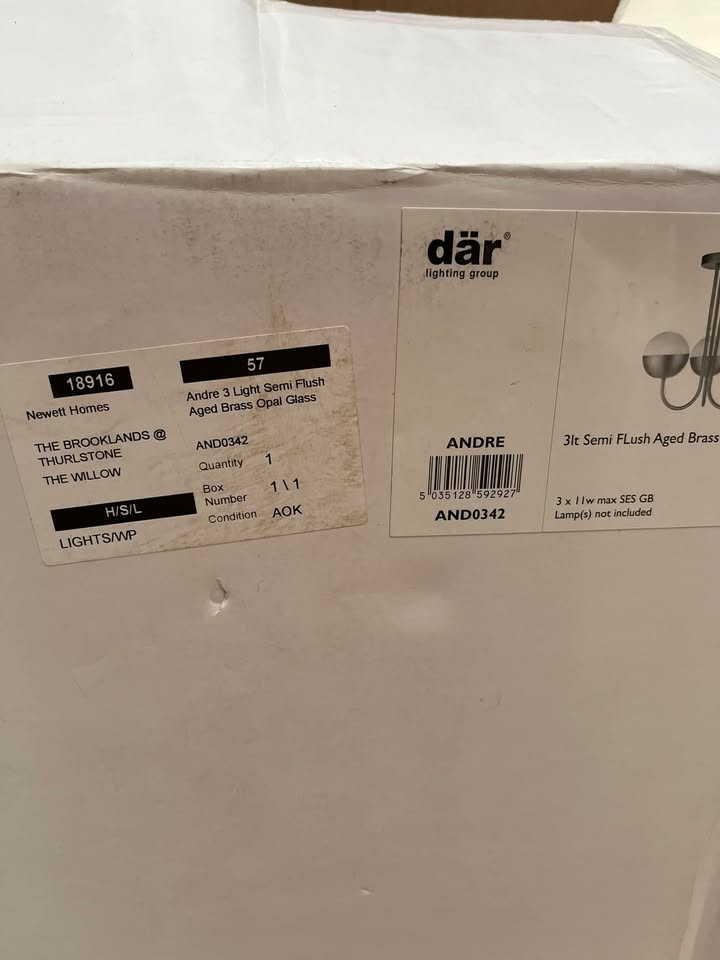 18916
Newett Homes
THE BROOKLANDS @
THURLSTONE
THE WILLOW
H/S/L
LIGHTS/WP
57
Andre 3 Light Semi Flush
Aged Brass Opal Glass
AND0342
Quantity 1
Box
Number 1 \ 1
Condition AOK
där®
lighting group
ANDRE
5 035128 592927
AND0342
3lt Semi FLush Aged Brass
3 x 11w max SES GB
Lamp(s) not included